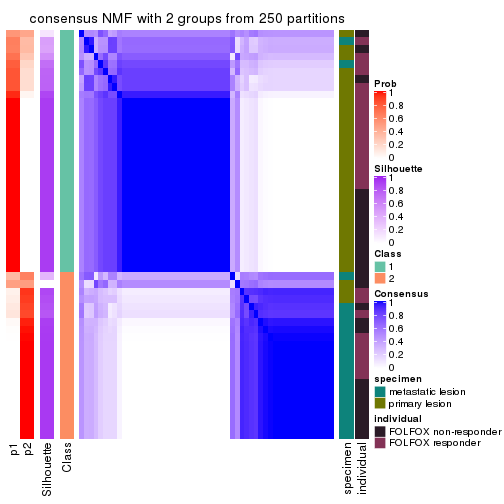 consensus NMF with 2 groups from 250 partitions
Prob
1
0.8
0.6
0.4
0.2
0
Silhouette
1
0.8
0.6
0.4
0.2
0
Class
1
2
Consensus
1
0.8
0.6
0.4
0.2
0
specimen
metastatic lesion
primary lesion
individual
FOLFOX non-responder
FOLFOX responder
p1
p2
Silhouette
Class
specimen
individual